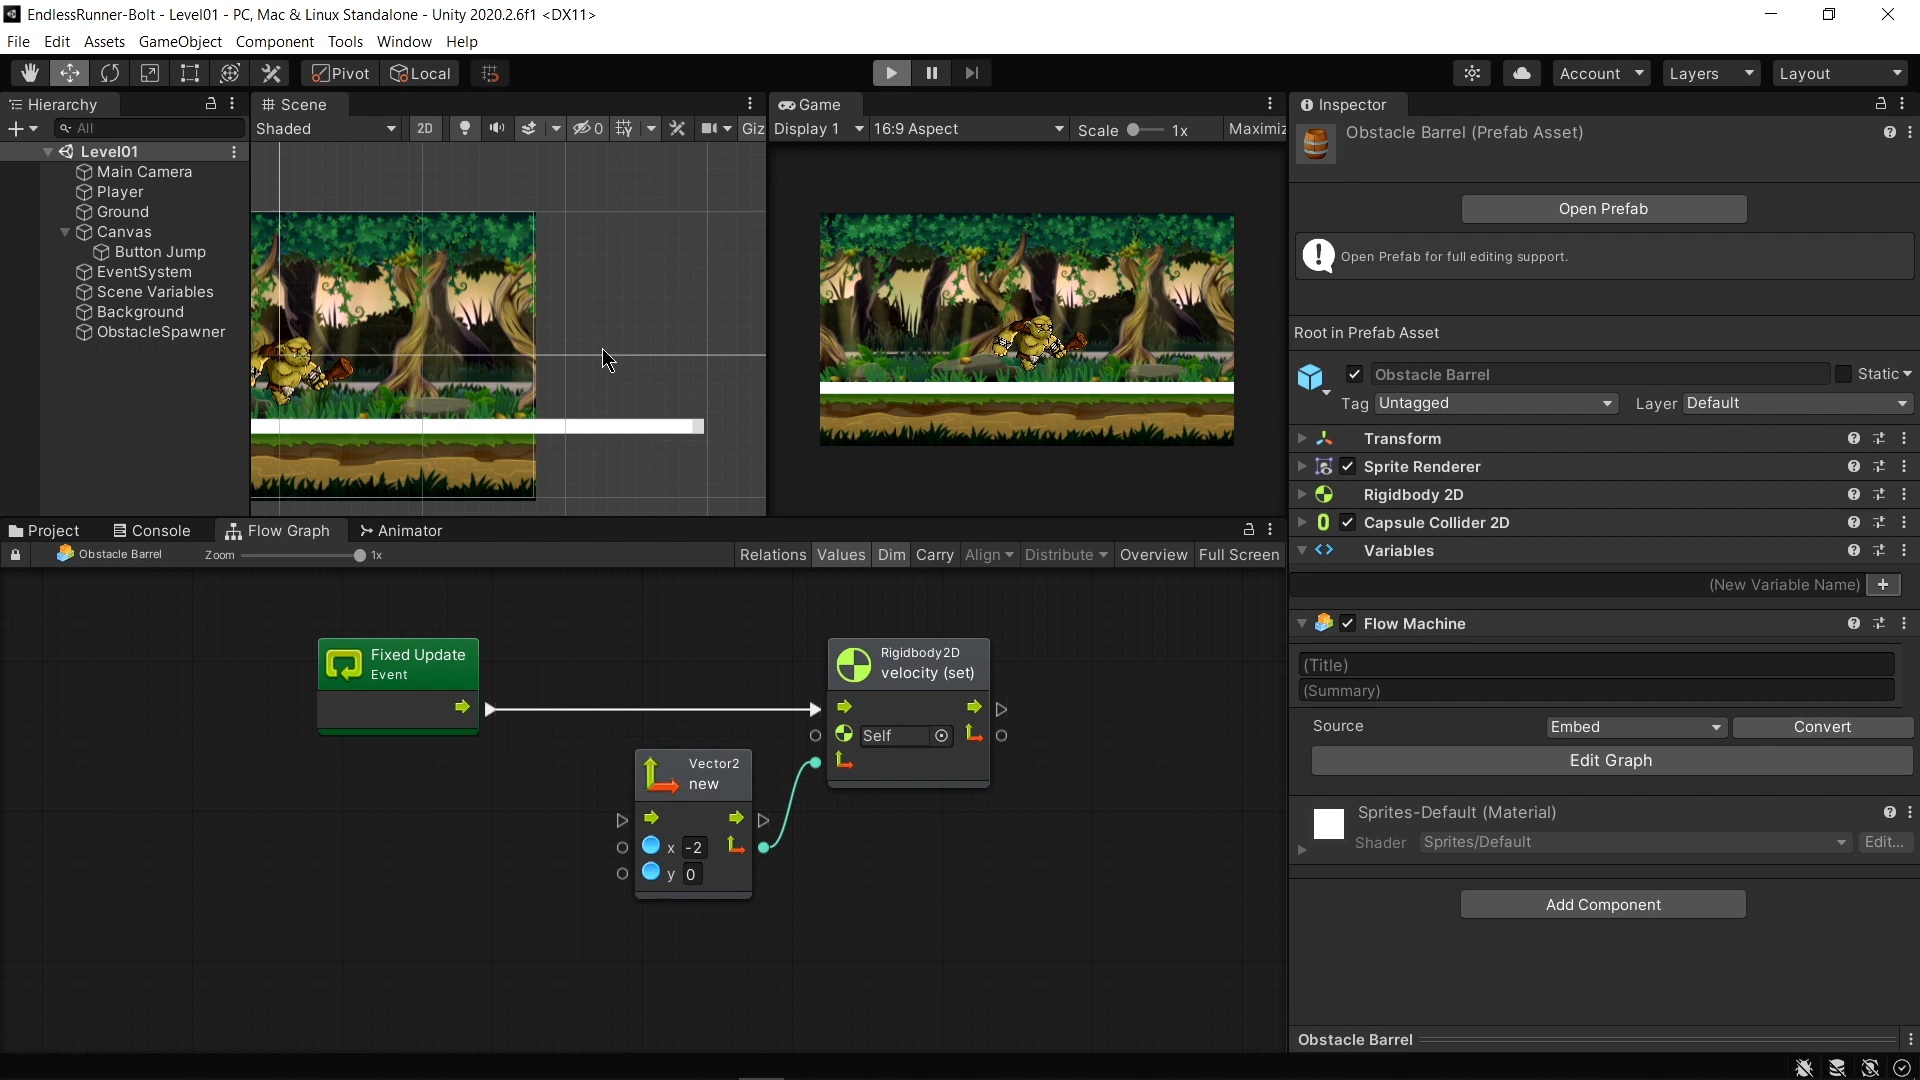 EndlessRunner-Bolt - Level01 - PC, Mac & Linux Standalone - Unity 2020.2.6f1 <DX11>
File Edit Assets GameObject Component Tools Window Help
Pivot Local Account Layers Layout
Hierarchy
All
Level01
Main Camera
Player
Ground
Canvas
Button Jump
EventSystem
Scene Variables
Background
ObstacleSpawner
Scene
Shaded 2D 0 Giz
Game
Display 1 16:9 Aspect Scale 1x Maximiz
Project Console Flow Graph Animator
Obstacle Barrel Zoom 1x Relations Values Dim Carry Align Distribute Overview Full Screen
Fixed Update
Event
Rigidbody2D
velocity (set)
Self
Vector2
new
x -2
y 0
Inspector
Obstacle Barrel (Prefab Asset)
Open Prefab
Open Prefab for full editing support.
Root in Prefab Asset
Obstacle Barrel Static
Tag Untagged Layer Default
Transform
Sprite Renderer
Rigidbody 2D
Capsule Collider 2D
Variables
(New Variable Name) +
Flow Machine
(Title)
(Summary)
Source Embed Convert
Edit Graph
Sprites-Default (Material)
Shader Sprites/Default Edit...
Add Component
Obstacle Barrel